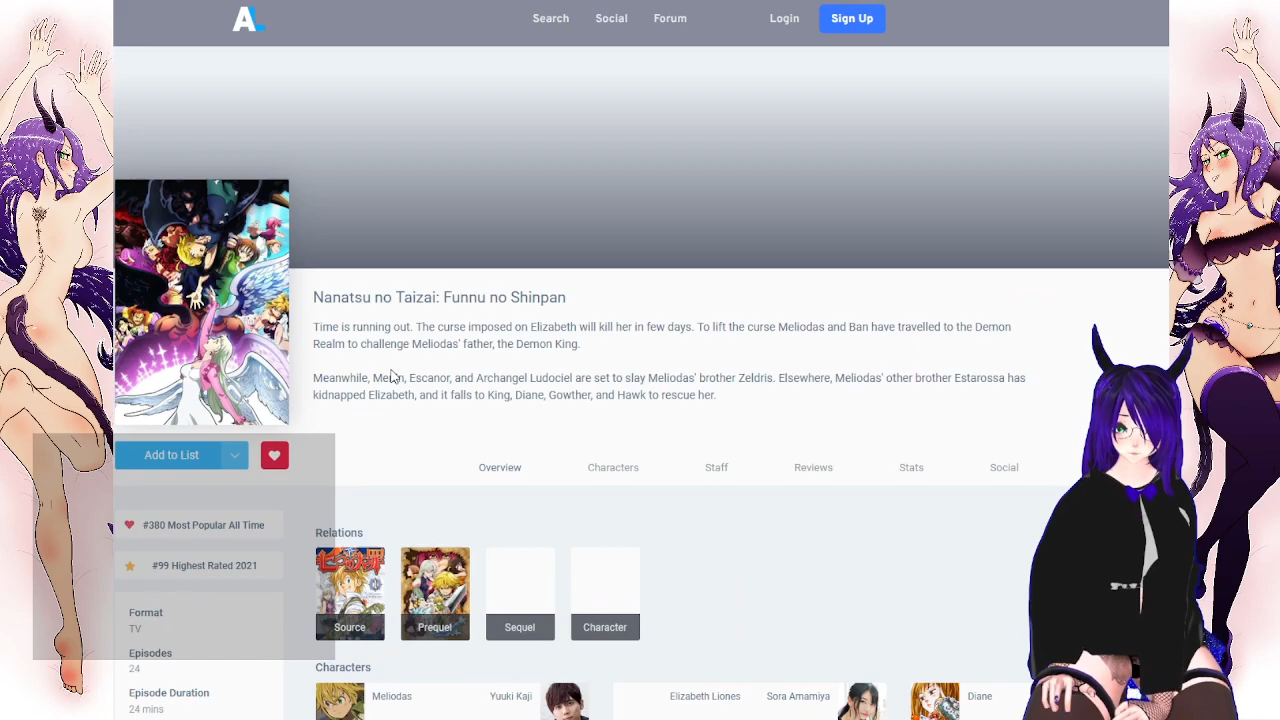 AL
Search Social Forum Login Sign Up
Nanatsu no Taizai: Funnu no Shinpan
Time is running out. The curse imposed on Elizabeth will kill her in few days. To lift the curse Meliodas and Ban have travelled to the Demon
Realm to challenge Meliodas' father, the Demon King.
Meanwhile, Merlin, Escanor, and Archangel Ludociel are set to slay Meliodas' brother Zeldris. Elsewhere, Meliodas' other brother Estarossa has
kidnapped Elizabeth, and it falls to King, Diane, Gowther, and Hawk to rescue her.
Add to List
Overview Characters Staff Reviews Stats Social
#380 Most Popular All Time
#99 Highest Rated 2021
Format
TV
Episodes
24
Episode Duration
24 mins
Relations
Source Prequel Sequel Character
Characters
Meliodas Yuuki Kaji Elizabeth Liones Sora Amamiya Diane